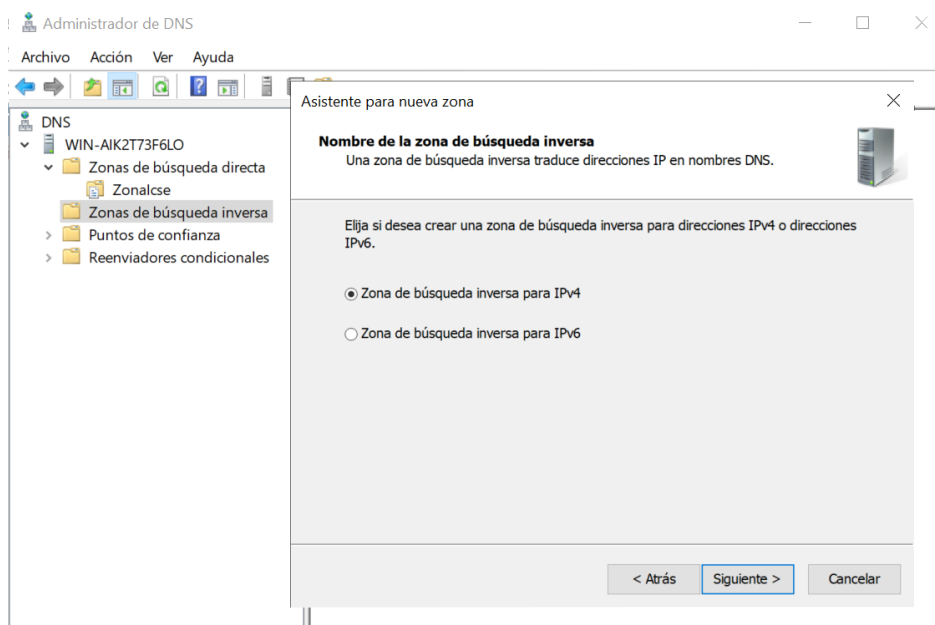 Administrador de DNS
Archivo Acción Ver Ayuda
DNS
WIN-AIK2T73F6LO
Zonas de búsqueda directa
Zonalcse
Zonas de búsqueda inversa
Puntos de confianza
Reenviadores condicionales
Asistente para nueva zona
Nombre de la zona de búsqueda inversa
Una zona de búsqueda inversa traduce direcciones IP en nombres DNS.
Elija si desea crear una zona de búsqueda inversa para direcciones IPv4 o direcciones
IPv6.
Zona de búsqueda inversa para IPv4
Zona de búsqueda inversa para IPv6
< Atrás Siguiente > Cancelar